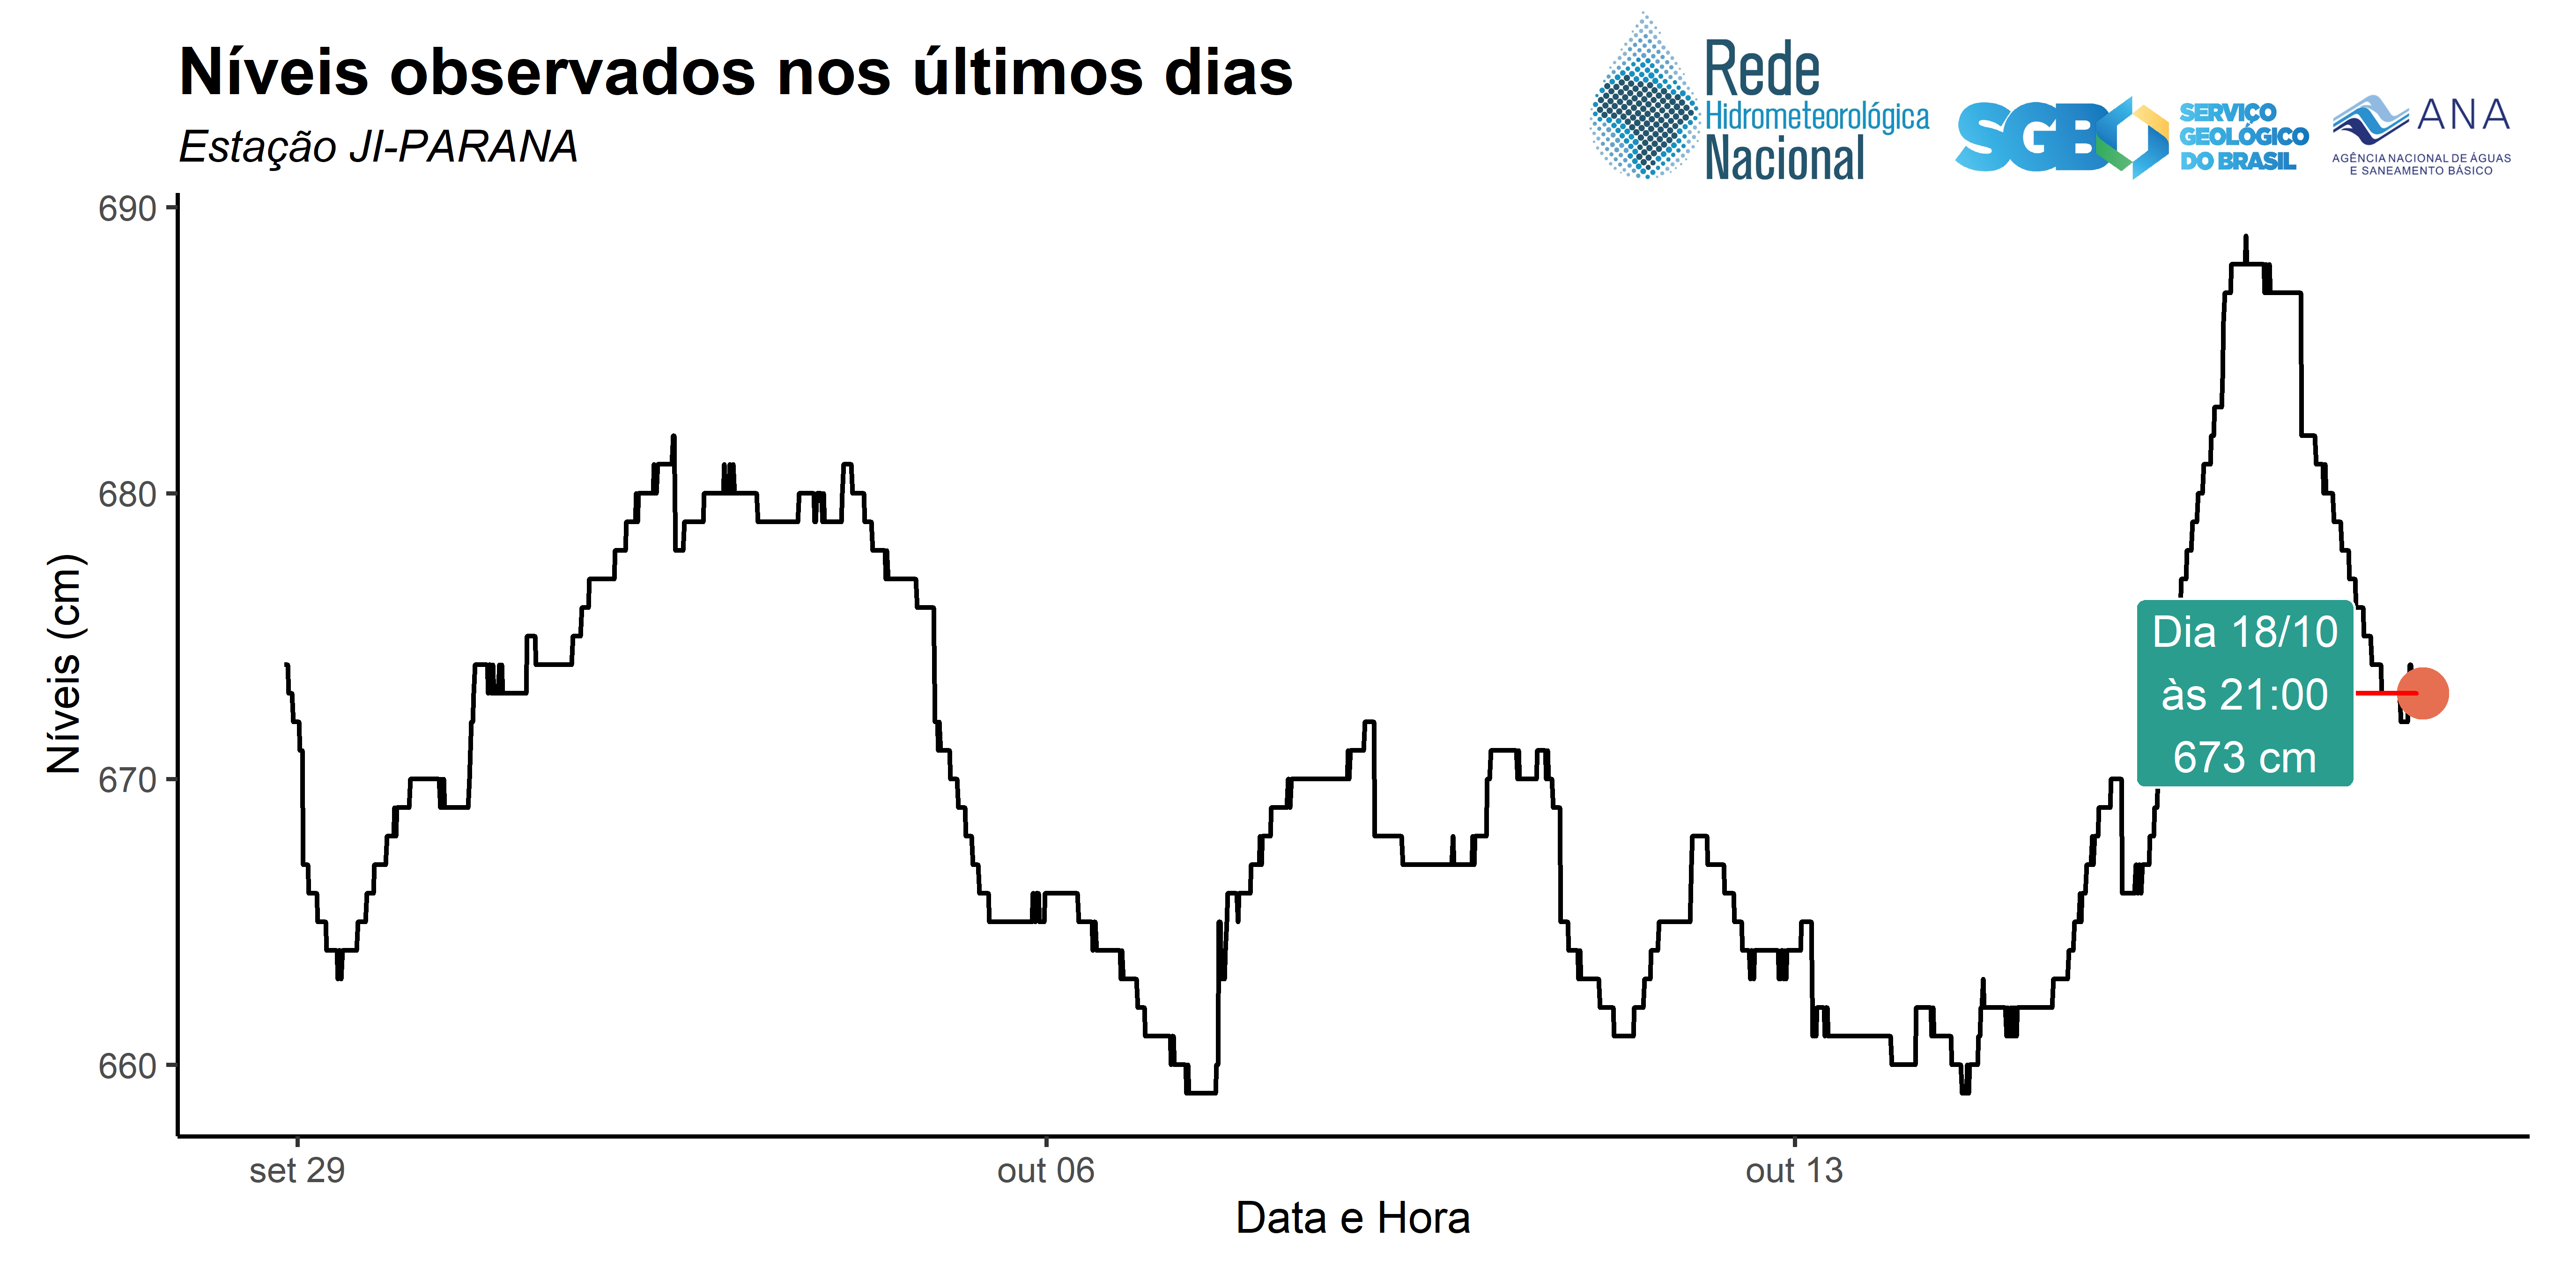 Níveis observados nos últimos dias
Estação JI-PARANA
Rede
Hidrometeorológica
Nacional
SGB
SERVIÇO
GEOLÓGICO
DO BRASIL
ANA
AGÊNCIA NACIONAL DE ÁGUAS
E SANEAMENTO BÁSICO
690
680
670
660
Níveis (cm)
Dia 18/10
às 21:00
673 cm
set 29
out 06
out 13
Data e Hora